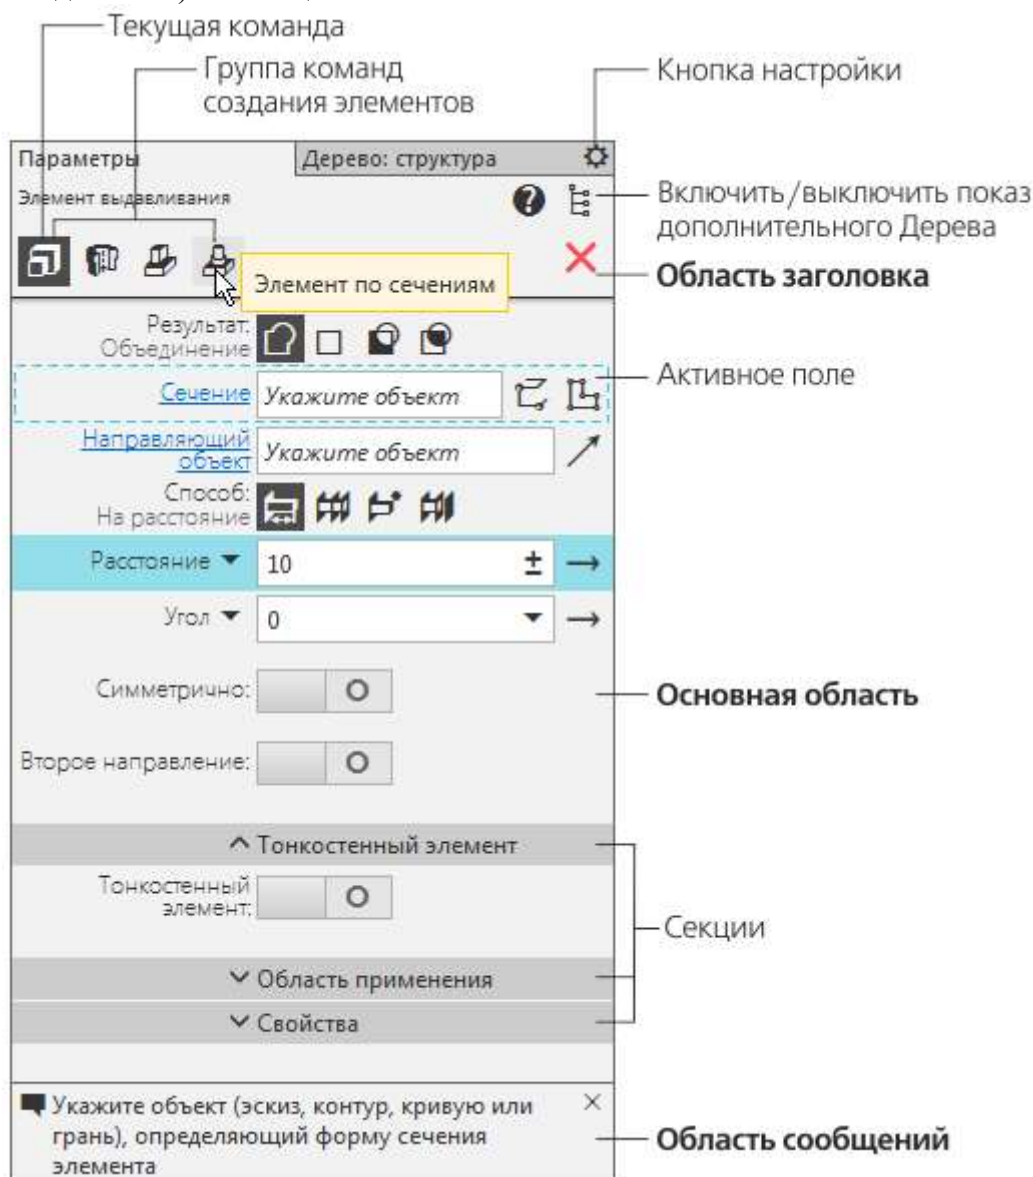 Текущая команда
Группа команд
создания элементов
Кнопка настройки
Параметры
Дерево: структура
Элемент выдавливания
Включить/выключить показ
дополнительного Дерева
Элемент по сечениям
Область заголовка
Результат:
Объединение
Активное поле
Сечение Укажите объект
Направляющий
объект
Укажите объект
Способ:
На расстояние
Расстояние 10 ±
Угол 0
Симметрично:
Основная область
Второе направление:
Тонкостенный элемент
Тонкостенный
элемент:
Секции
Область применения
Свойства
Укажите объект (эскиз, контур, кривую или
грань), определяющий форму сечения
элемента
Область сообщений